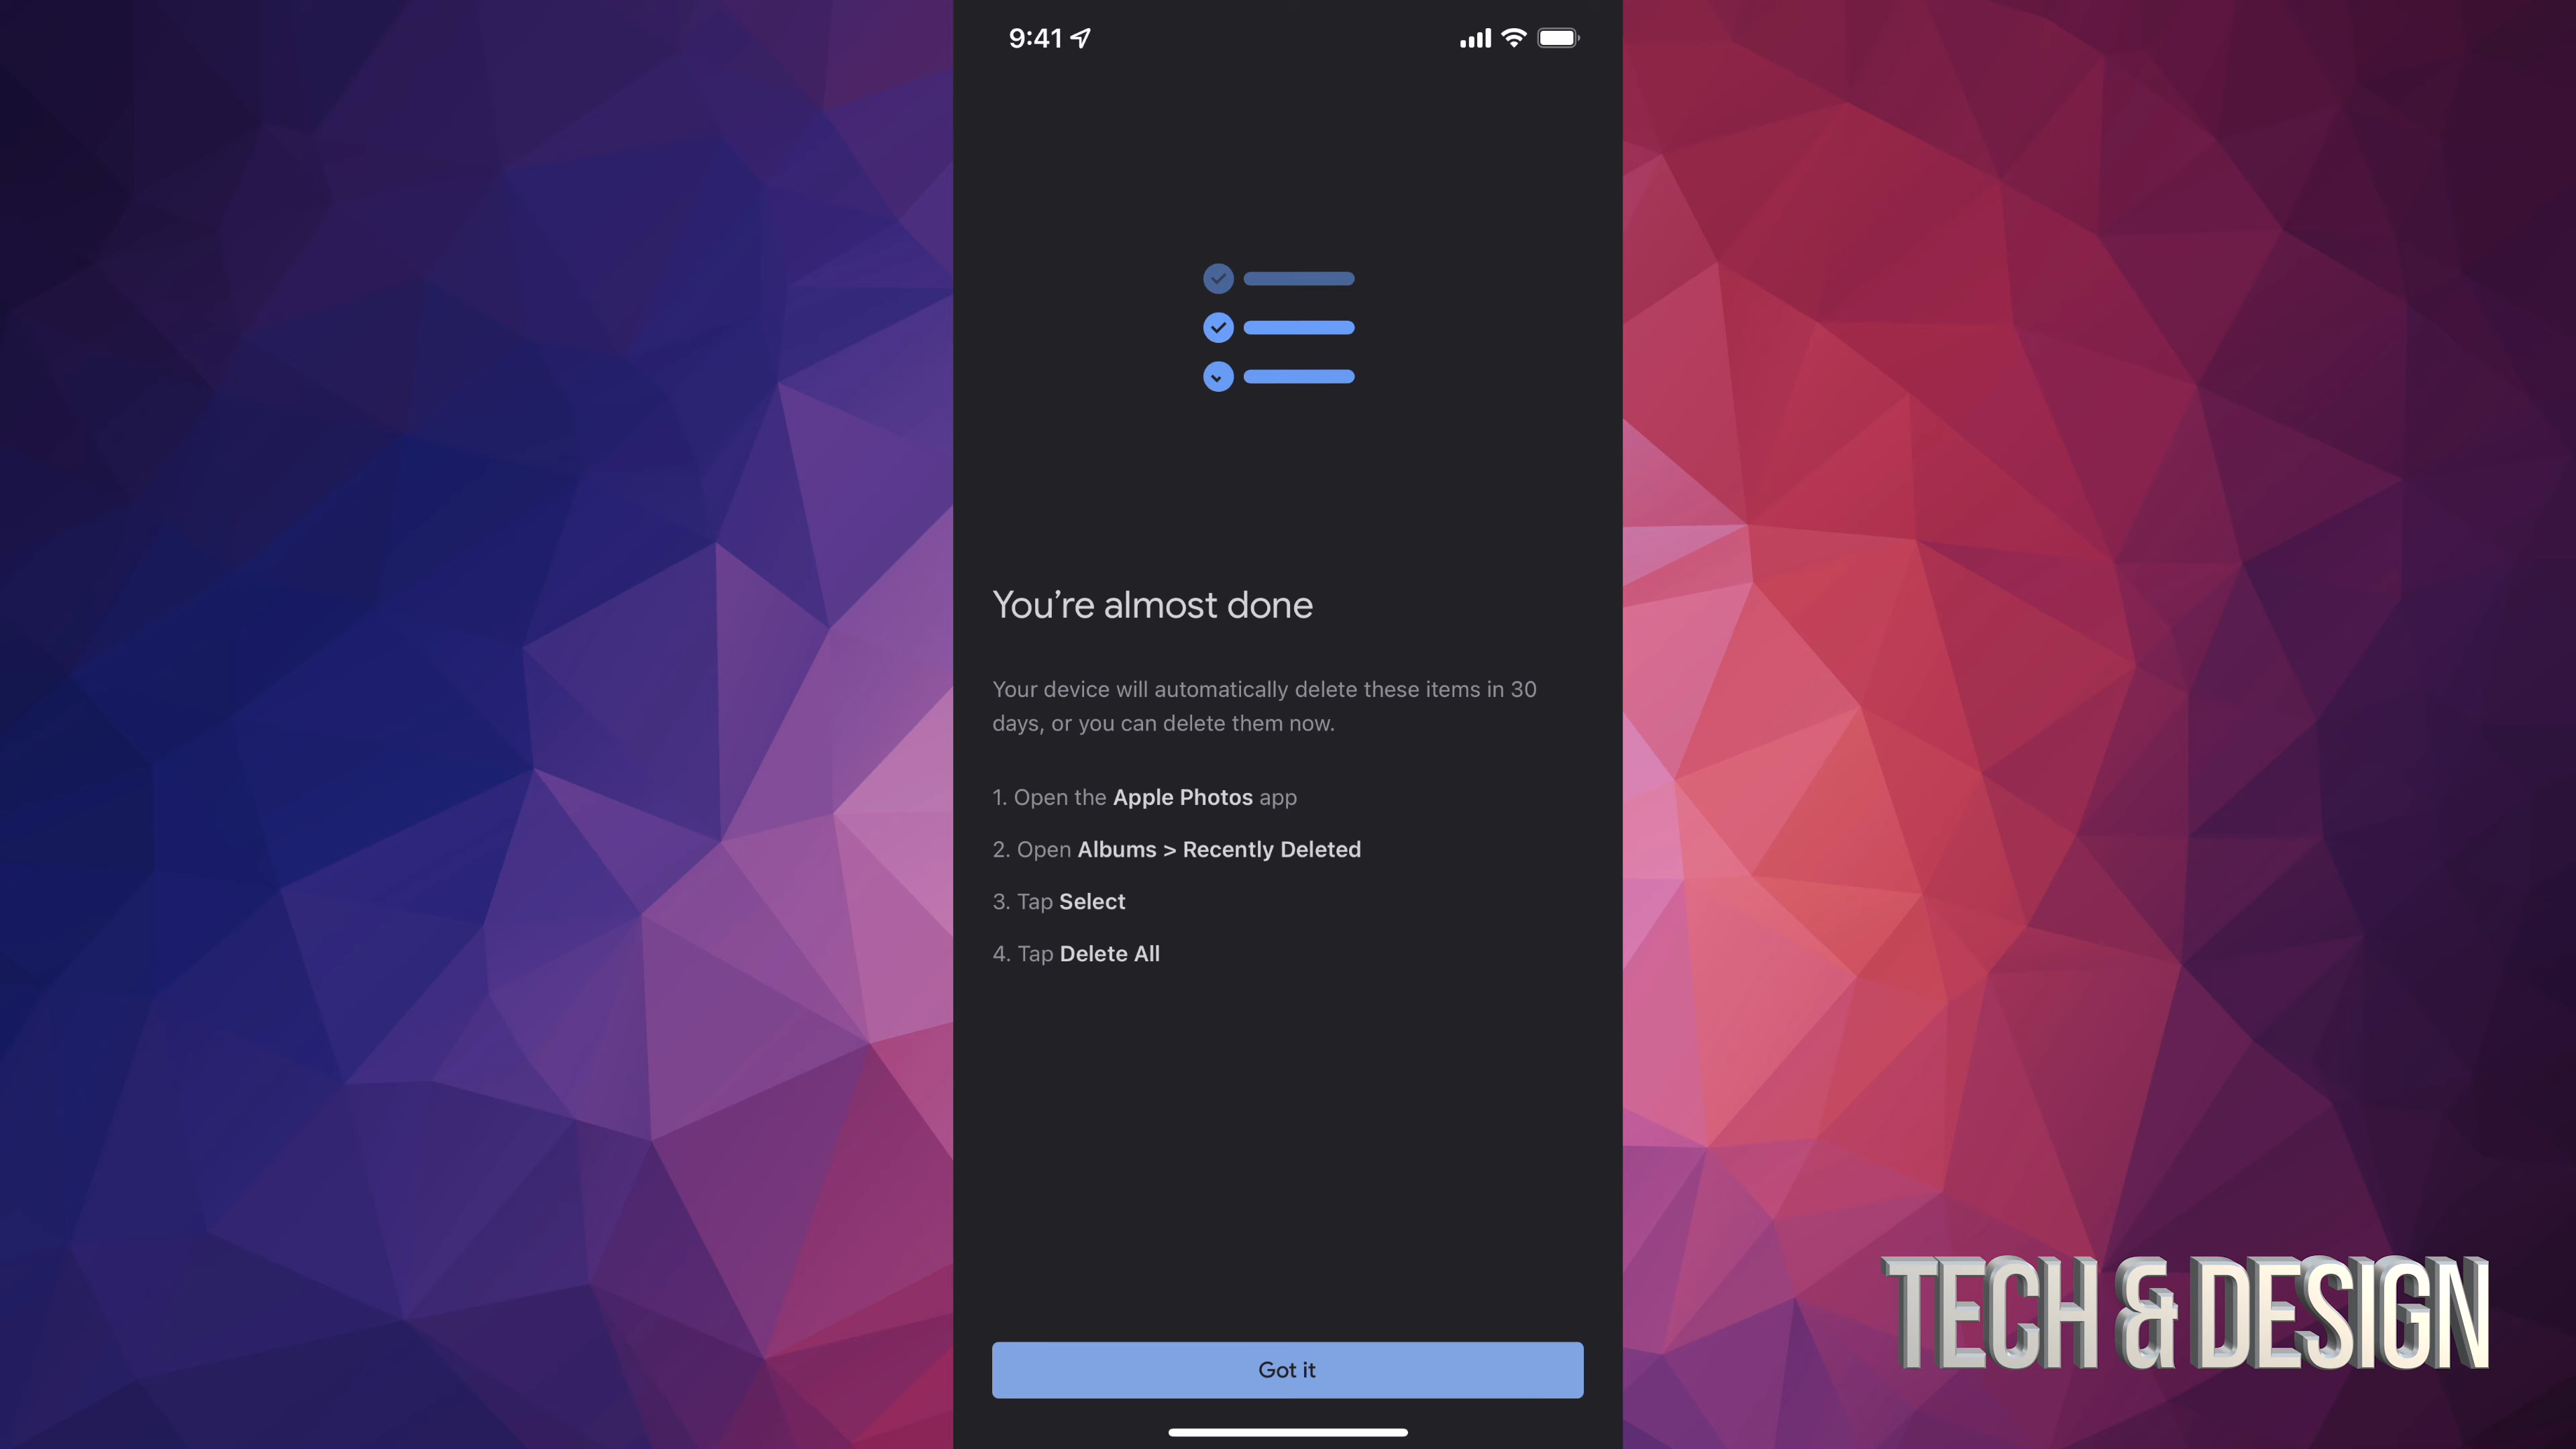 9:41
You're almost done
Your device will automatically delete these items in 30
days, or you can delete them now.
1. Open the Apple Photos app
2. Open Albums > Recently Deleted
3. Tap Select
4. Tap Delete All
Got it
TECH & DESIGN